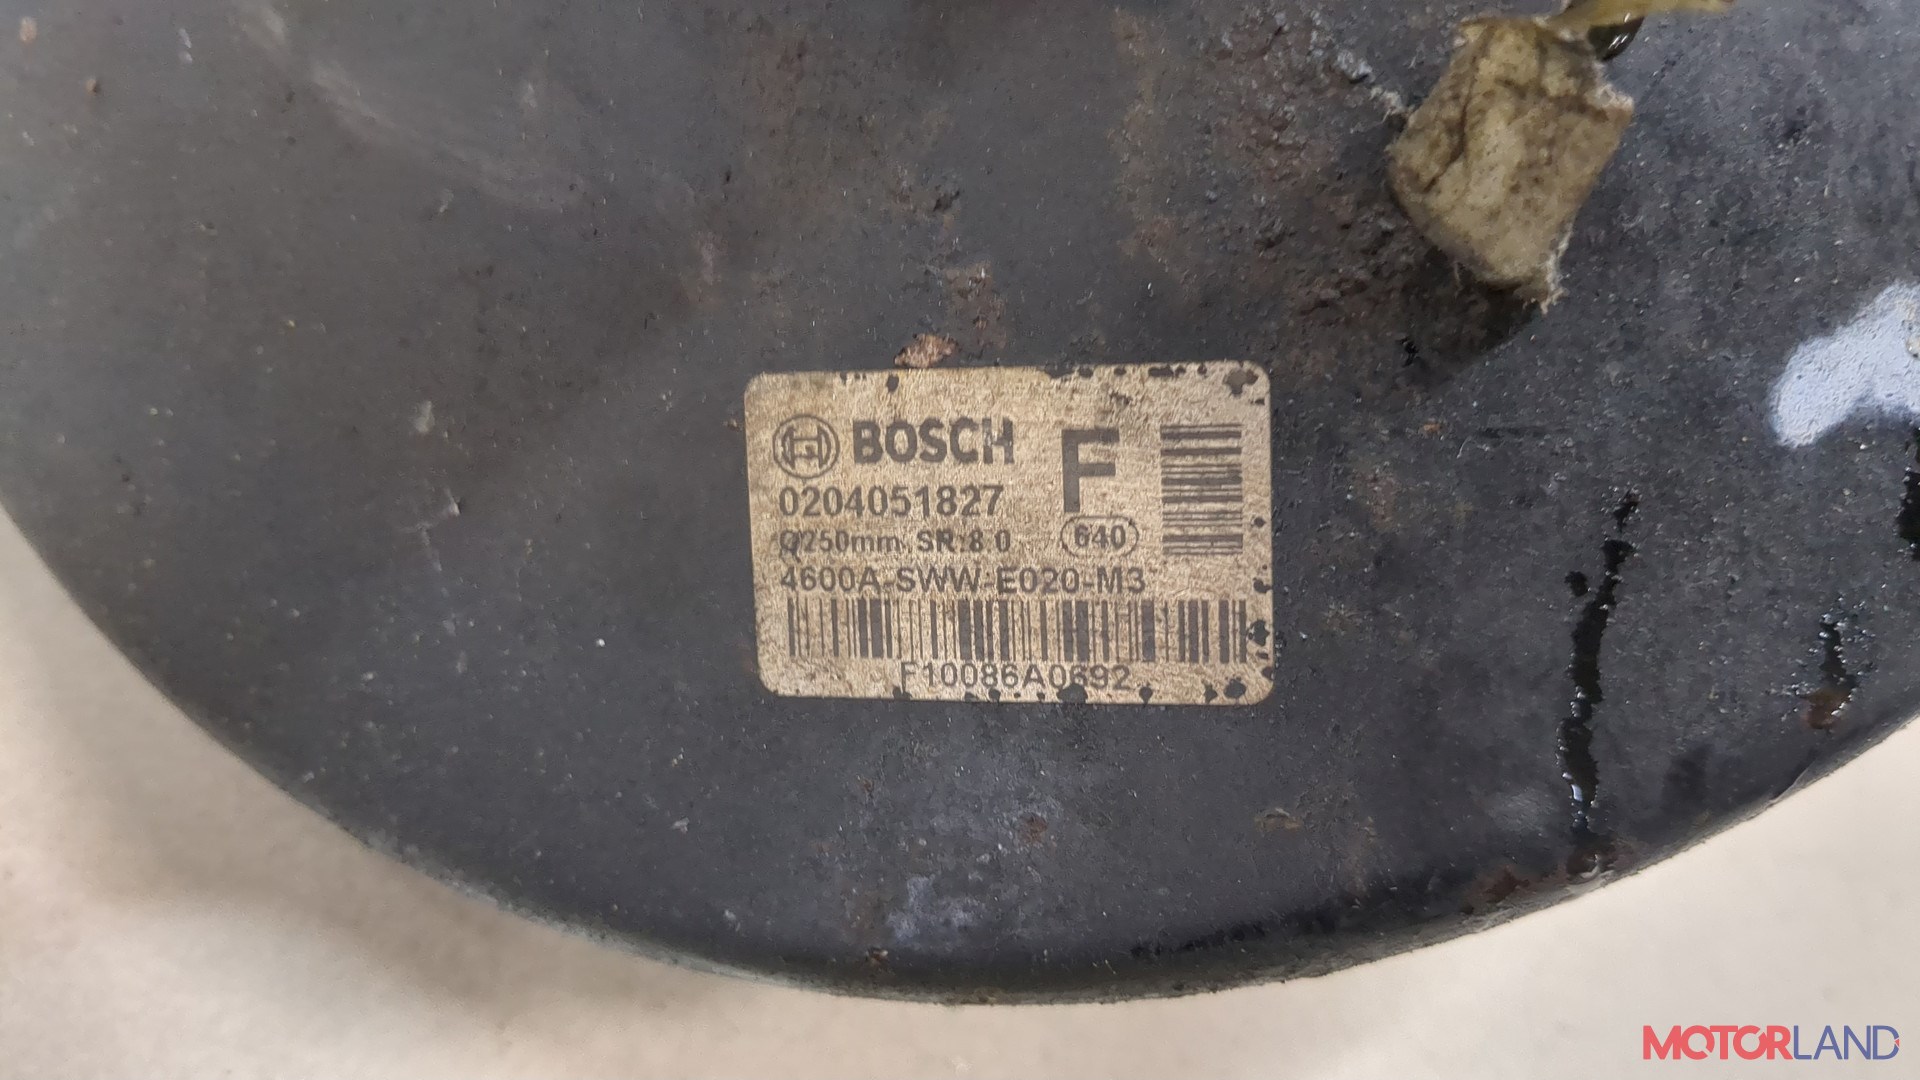 BOSCH
F
0204051827
Ø250mm SR:8.0
640
4600A-SWW-E020-M3
F10086A0692
MOTORLAND